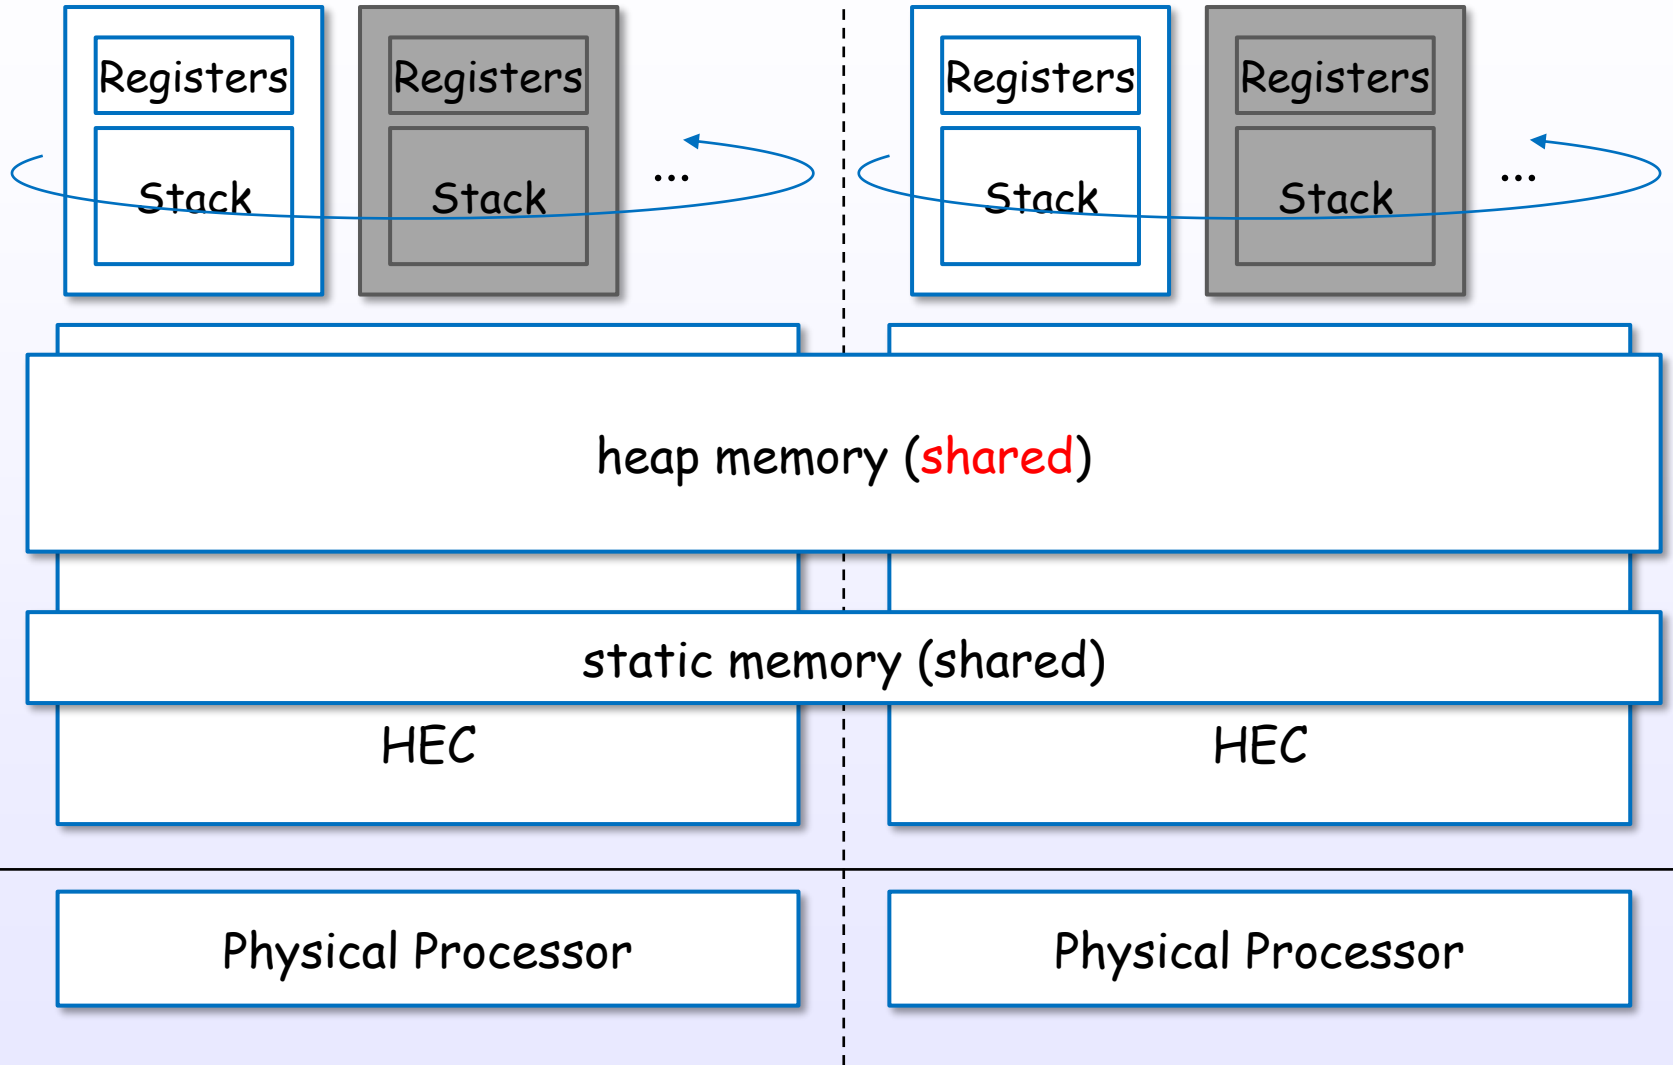 Registers Registers Registers Registers
Stack Stack ... Stack Stack ...
heap memory (shared)
static memory (shared)
HEC HEC
Physical Processor Physical Processor